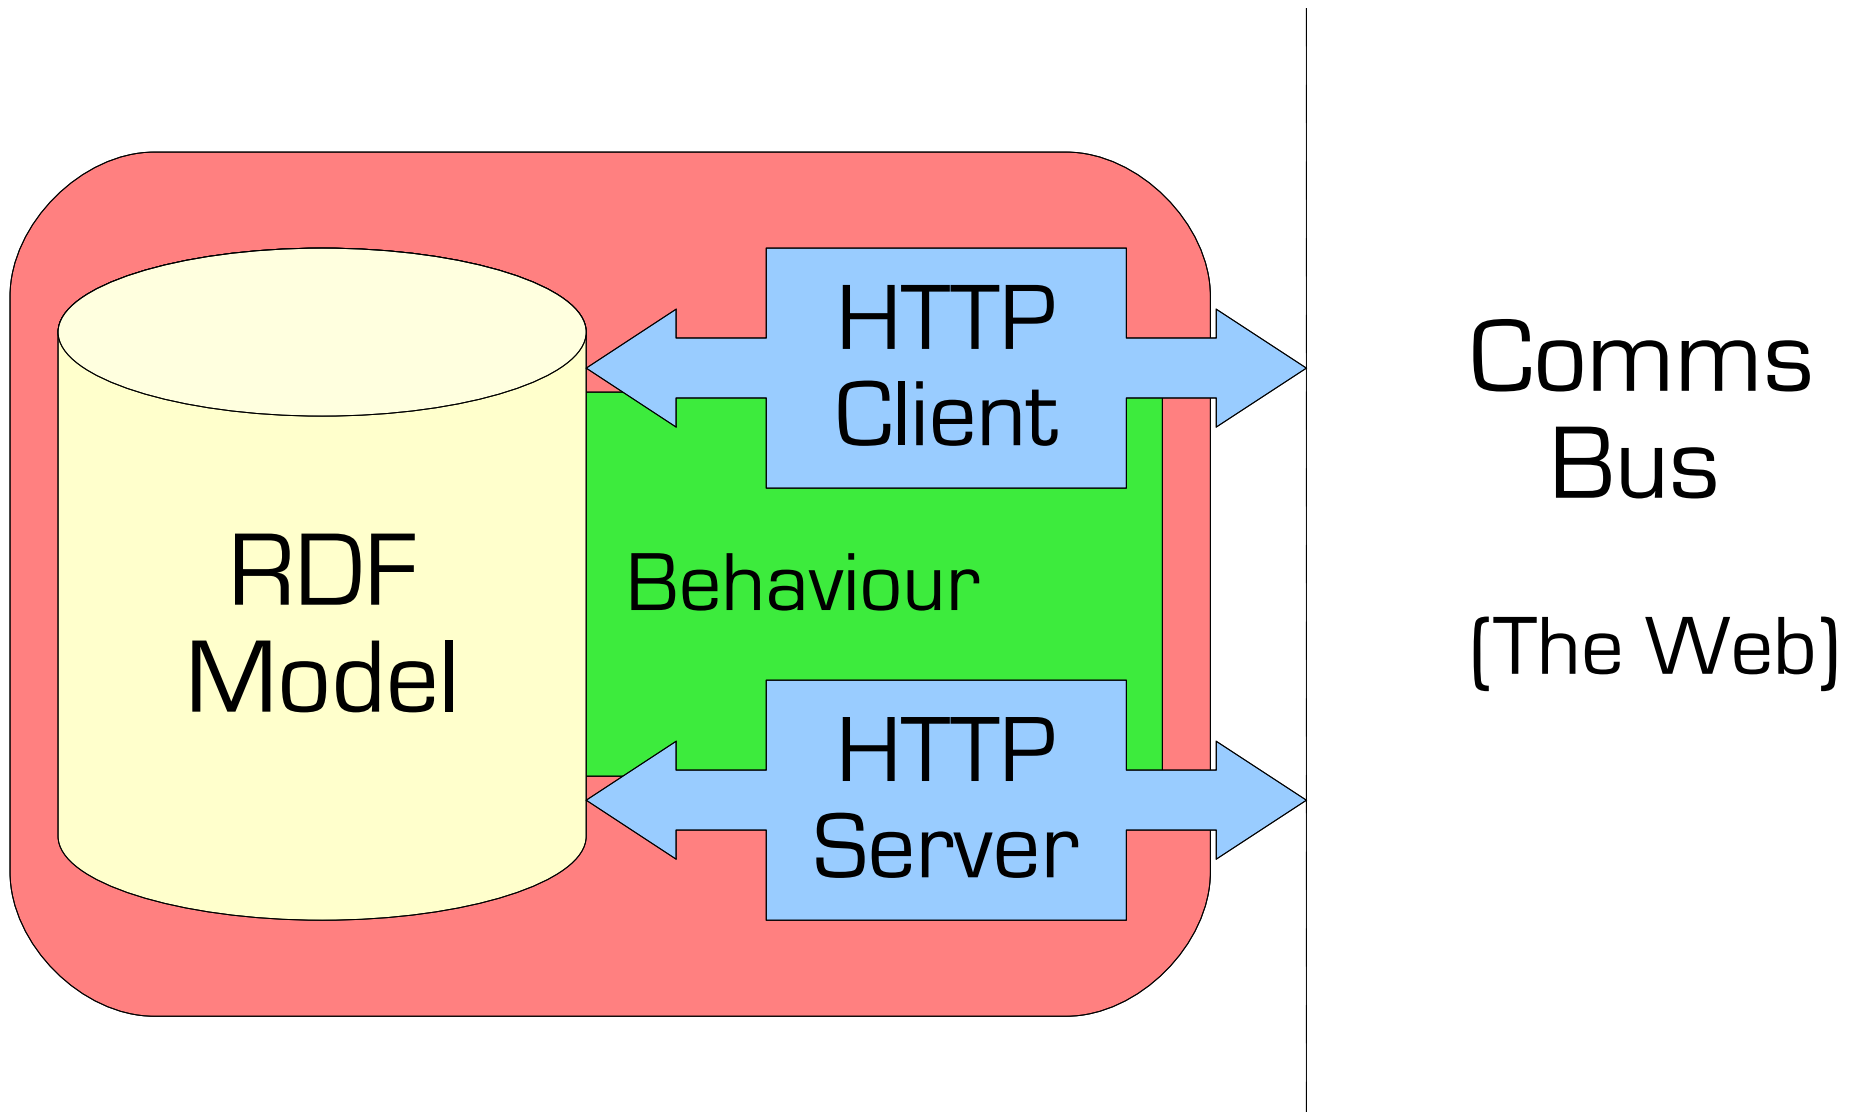 HTTP
Client
Comms
Bus
RDF
Model
Behaviour
(The Web)
HTTP
Server